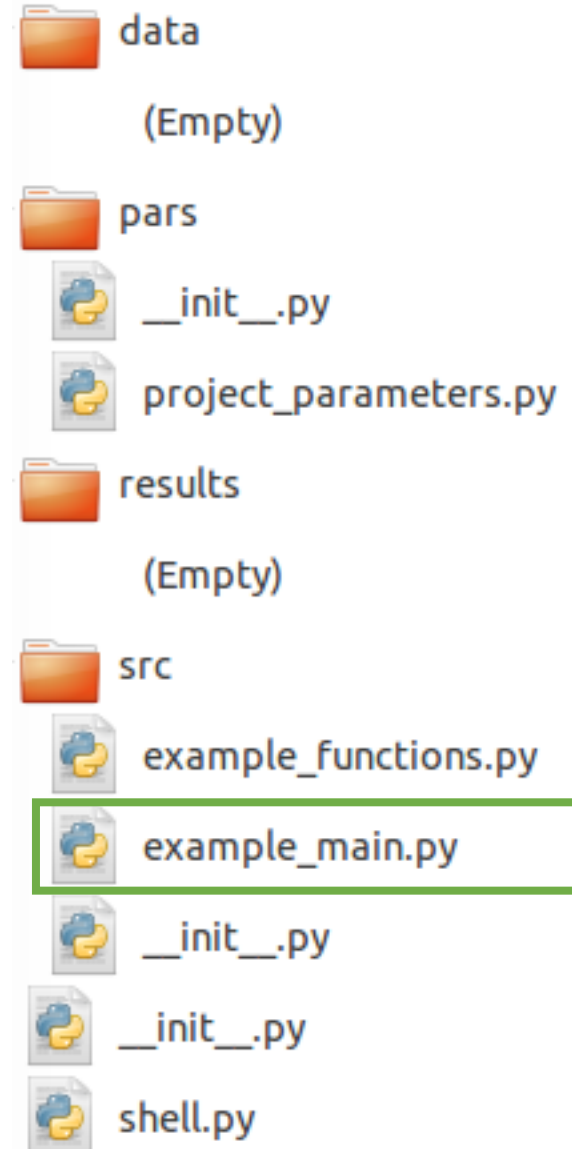 data
(Empty)
pars
__init__.py
project_parameters.py
results
(Empty)
src
example_functions.py
example_main.py
__init__.py
__init__.py
shell.py